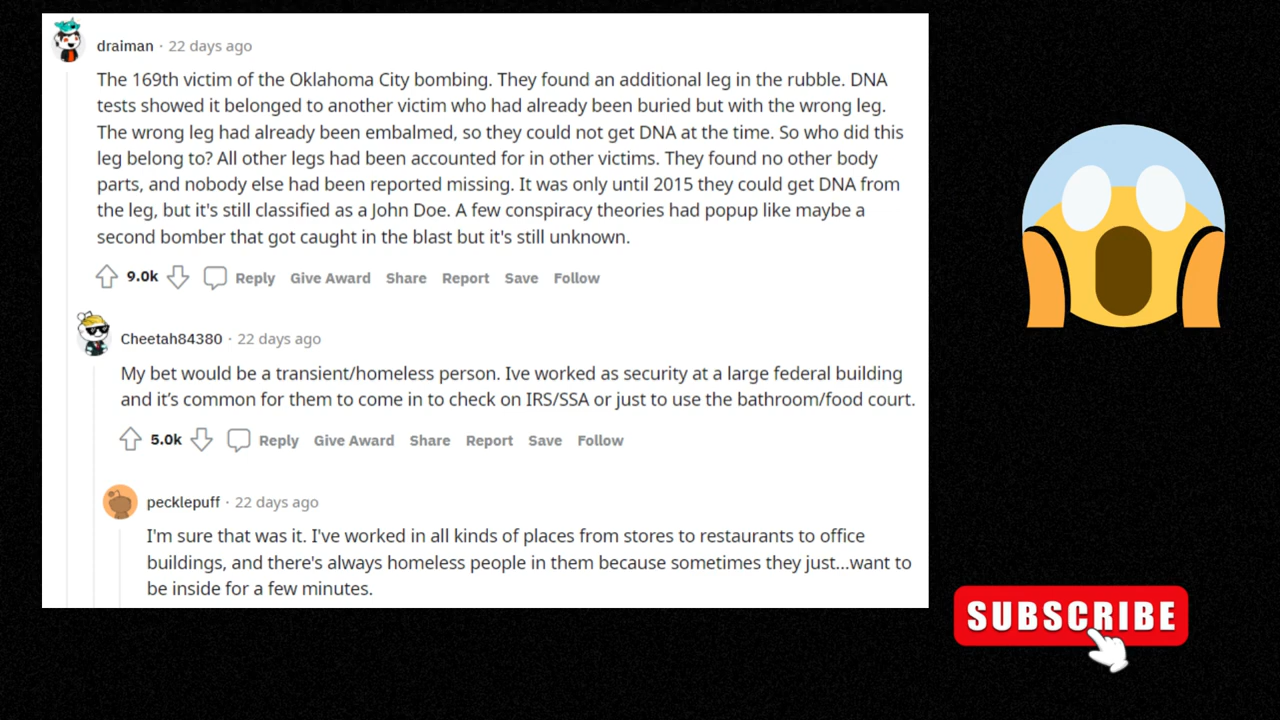 draiman · 22 days ago
The 169th victim of the Oklahoma City bombing. They found an additional leg in the rubble. DNA
tests showed it belonged to another victim who had already been buried but with the wrong leg.
The wrong leg had already been embalmed, so they could not get DNA at the time. So who did this
leg belong to? All other legs had been accounted for in other victims. They found no other body
parts, and nobody else had been reported missing. It was only until 2015 they could get DNA from
the leg, but it's still classified as a John Doe. A few conspiracy theories had popup like maybe a
second bomber that got caught in the blast but it's still unknown.
9.0k Reply Give Award Share Report Save Follow
Cheetah84380 · 22 days ago
My bet would be a transient/homeless person. Ive worked as security at a large federal building
and it’s common for them to come in to check on IRS/SSA or just to use the bathroom/food court.
5.0k Reply Give Award Share Report Save Follow
pecklepuff · 22 days ago
I'm sure that was it. I've worked in all kinds of places from stores to restaurants to office
buildings, and there's always homeless people in them because sometimes they just...want to
be inside for a few minutes.
SUBSCRIBE